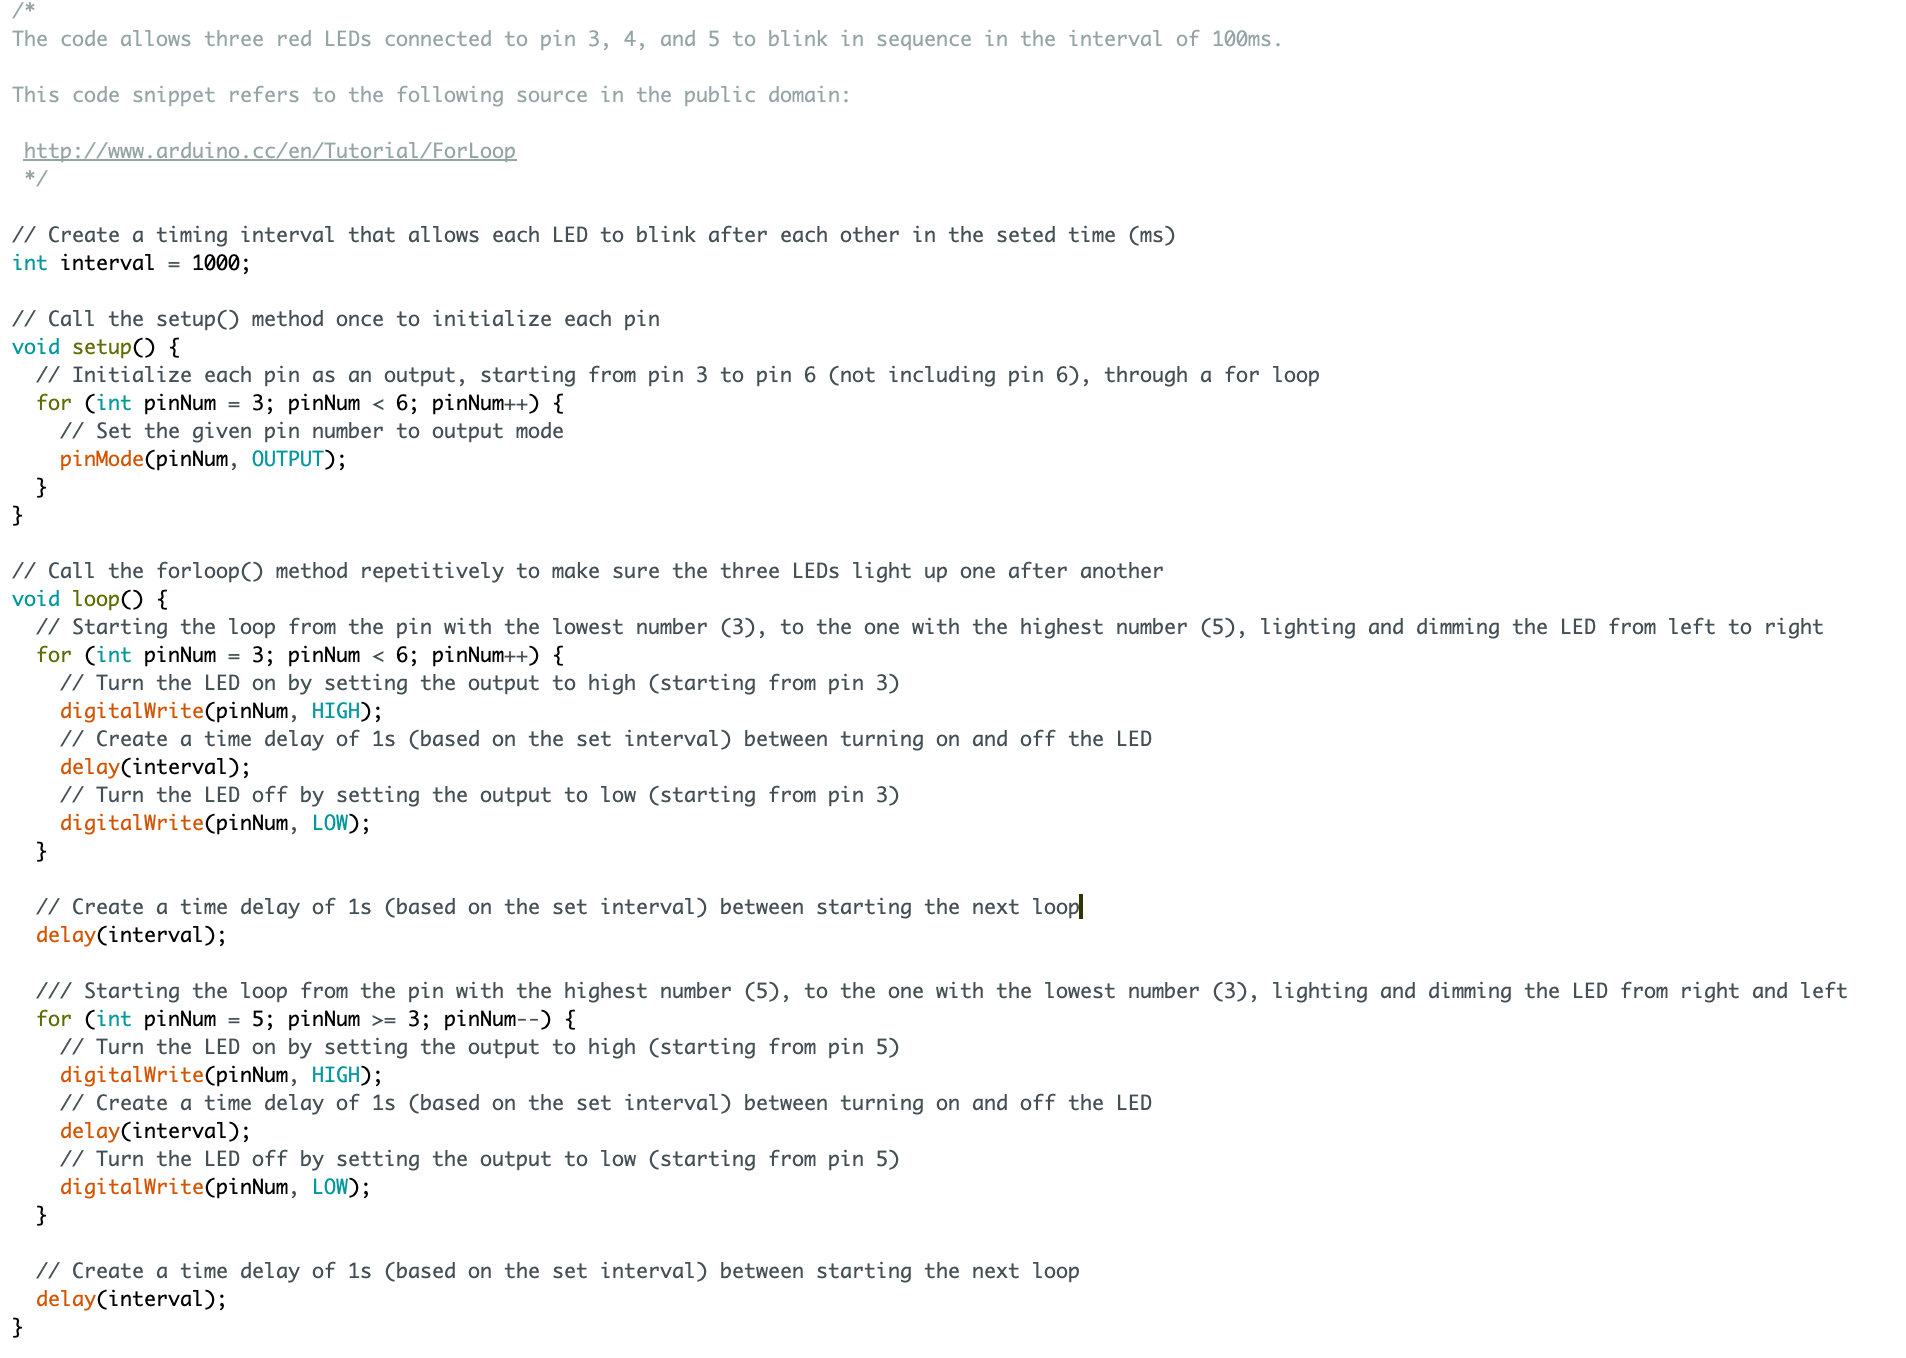 /*
The code allows three red LEDs connected to pin 3, 4, and 5 to blink in sequence in the interval of 100ms.

This code snippet refers to the following source in the public domain:

 http://www.arduino.cc/en/Tutorial/ForLoop
 */

// Create a timing interval that allows each LED to blink after each other in the seted time (ms)
int interval = 1000;

// Call the setup() method once to initialize each pin
void setup() {
  // Initialize each pin as an output, starting from pin 3 to pin 6 (not including pin 6), through a for loop
  for (int pinNum = 3; pinNum < 6; pinNum++) {
    // Set the given pin number to output mode
    pinMode(pinNum, OUTPUT);
  }
}

// Call the forloop() method repetitively to make sure the three LEDs light up one after another
void loop() {
  // Starting the loop from the pin with the lowest number (3), to the one with the highest number (5), lighting and dimming the LED from left to right
  for (int pinNum = 3; pinNum < 6; pinNum++) {
    // Turn the LED on by setting the output to high (starting from pin 3)
    digitalWrite(pinNum, HIGH);
    // Create a time delay of 1s (based on the set interval) between turning on and off the LED
    delay(interval);
    // Turn the LED off by setting the output to low (starting from pin 3)
    digitalWrite(pinNum, LOW);
  }

  // Create a time delay of 1s (based on the set interval) between starting the next loop
  delay(interval);

  /// Starting the loop from the pin with the highest number (5), to the one with the lowest number (3), lighting and dimming the LED from right and left
  for (int pinNum = 5; pinNum >= 3; pinNum--) {
    // Turn the LED on by setting the output to high (starting from pin 5)
    digitalWrite(pinNum, HIGH);
    // Create a time delay of 1s (based on the set interval) between turning on and off the LED
    delay(interval);
    // Turn the LED off by setting the output to low (starting from pin 5)
    digitalWrite(pinNum, LOW);
  }

  // Create a time delay of 1s (based on the set interval) between starting the next loop
  delay(interval);
}